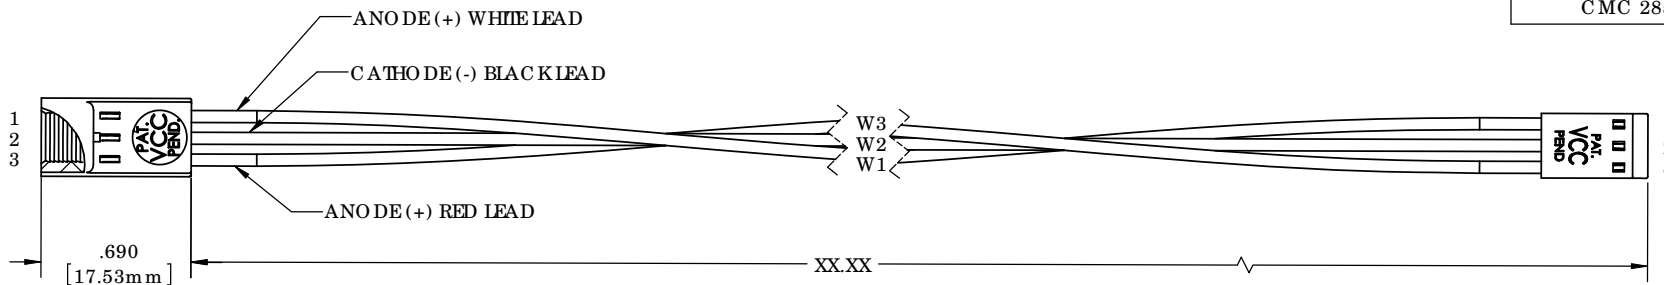 CMC 28
ANODE (+) WHITE LEAD
CATHODE (-) BLACK LEAD
1
2
3
PAT.
VCC
PEND.
W3
W2
W1
PAT.
VCC
PEND
ANODE (+) RED LEAD
.690
[17.53mm]
XX.XX